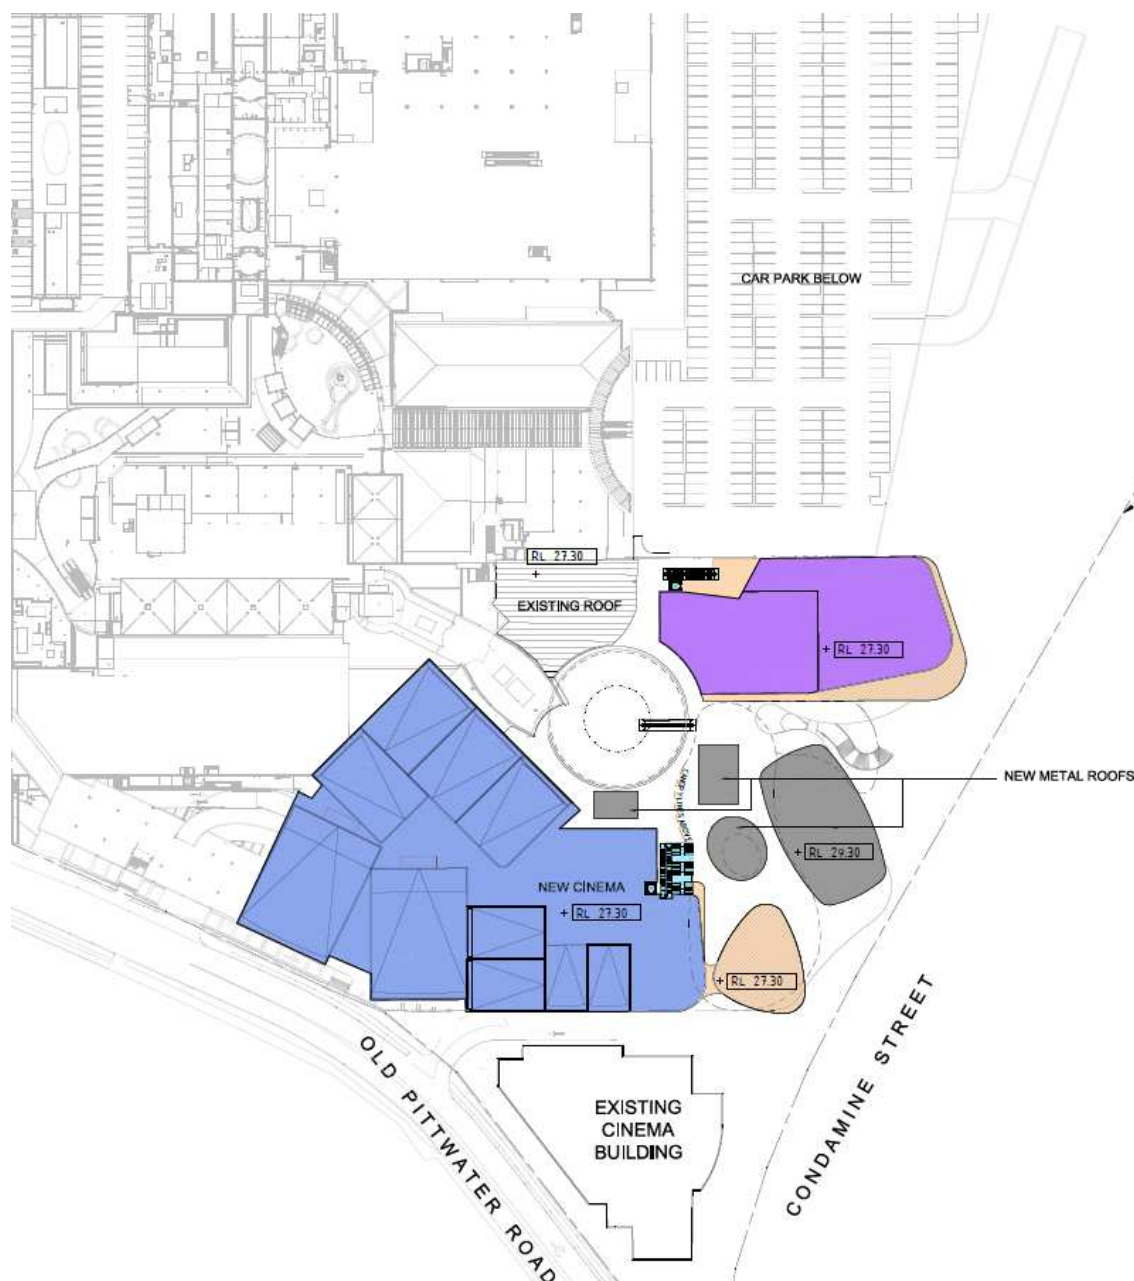 CAR PARK BELOW
RL 27.30
EXISTING ROOF
RL 27.30
NEW METAL ROOFS
RL 29.30
NEW CINEMA
RL 27.30
RL 27.30
OLD PITTWATER ROAD
CONDAMINE STREET
EXISTING
CINEMA
BUILDING